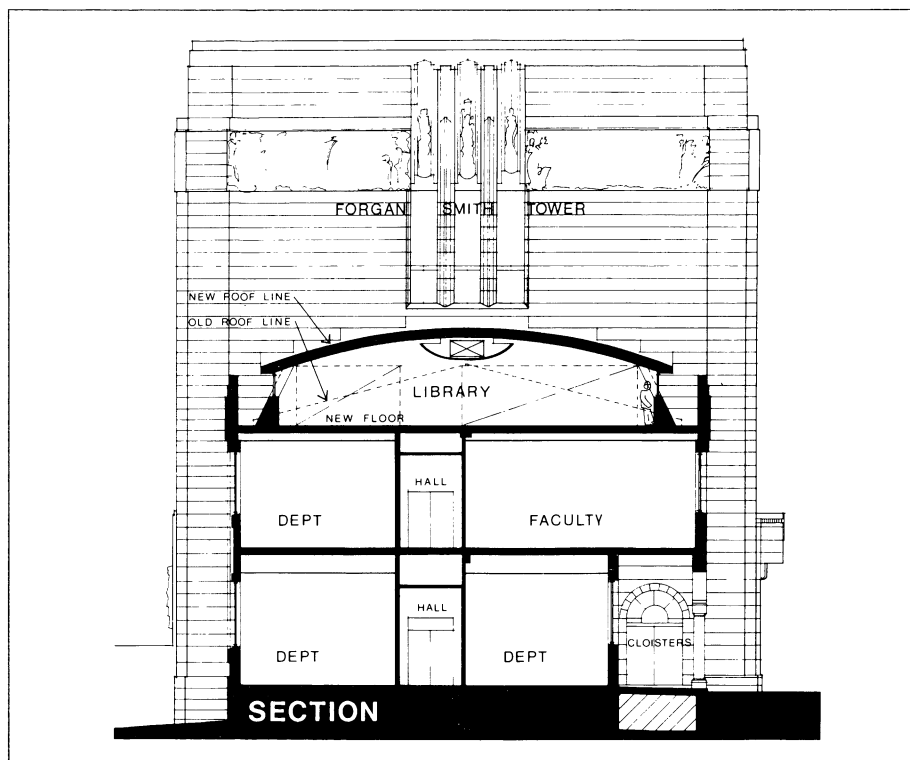 FORGAN SMITH TOWER
NEW ROOF LINE
OLD ROOF LINE
LIBRARY
NEW FLOOR
HALL
DEPT
FACULTY
HALL
CLOISTERS
DEPT
DEPT
SECTION